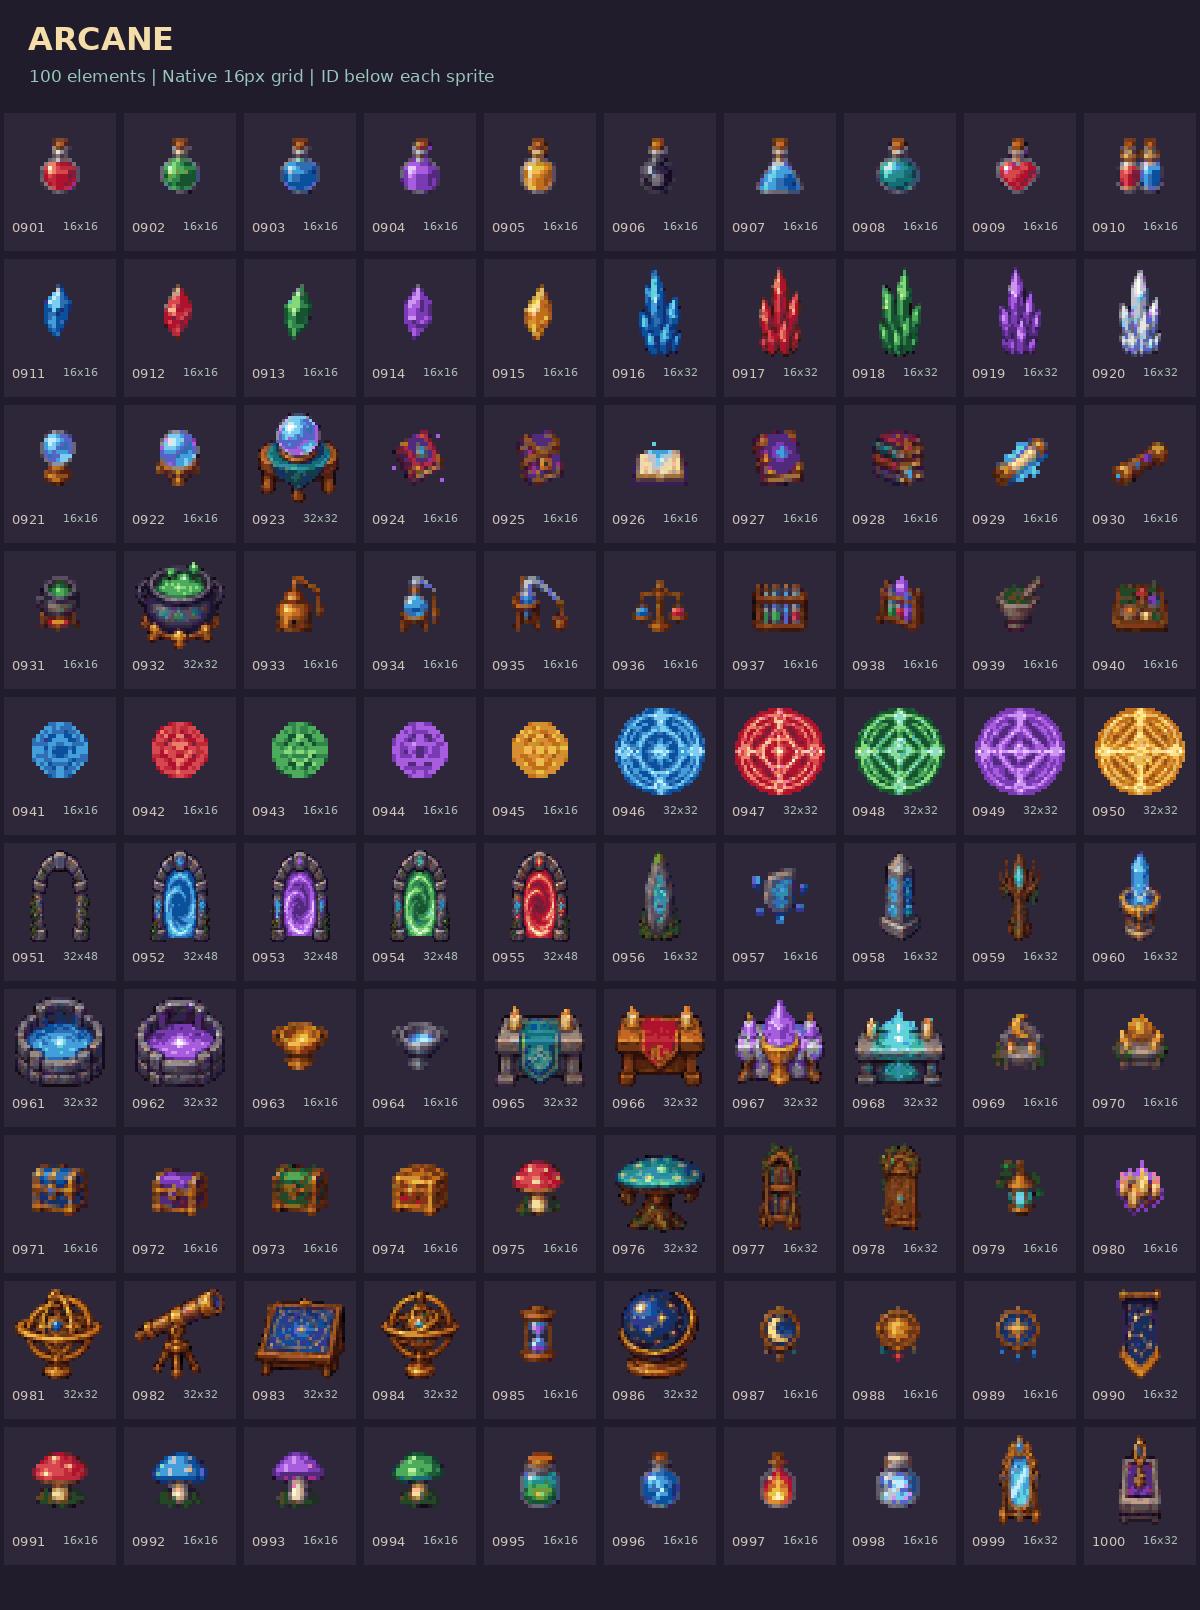 ARCANE
100 elements | Native 16px grid | ID below each sprite
0901 16x16 0902 16x16 0903 16x16 0904 16x16 0905 16x16 0906 16x16 0907 16x16 0908 16x16 0909 16x16 0910 16x16
0911 16x16 0912 16x16 0913 16x16 0914 16x16 0915 16x16 0916 16x32 0917 16x32 0918 16x32 0919 16x32 0920 16x32
0921 16x16 0922 16x16 0923 32x32 0924 16x16 0925 16x16 0926 16x16 0927 16x16 0928 16x16 0929 16x16 0930 16x16
0931 16x16 0932 32x32 0933 16x16 0934 16x16 0935 16x16 0936 16x16 0937 16x16 0938 16x16 0939 16x16 0940 16x16
0941 16x16 0942 16x16 0943 16x16 0944 16x16 0945 16x16 0946 32x32 0947 32x32 0948 32x32 0949 32x32 0950 32x32
0951 32x48 0952 32x48 0953 32x48 0954 32x48 0955 32x48 0956 16x32 0957 16x16 0958 16x32 0959 16x32 0960 16x32
0961 32x32 0962 32x32 0963 16x16 0964 16x16 0965 32x32 0966 32x32 0967 32x32 0968 32x32 0969 16x16 0970 16x16
0971 16x16 0972 16x16 0973 16x16 0974 16x16 0975 16x16 0976 32x32 0977 16x32 0978 16x32 0979 16x16 0980 16x16
0981 32x32 0982 32x32 0983 32x32 0984 32x32 0985 16x16 0986 32x32 0987 16x16 0988 16x16 0989 16x16 0990 16x32
0991 16x16 0992 16x16 0993 16x16 0994 16x16 0995 16x16 0996 16x16 0997 16x16 0998 16x16 0999 16x32 1000 16x32